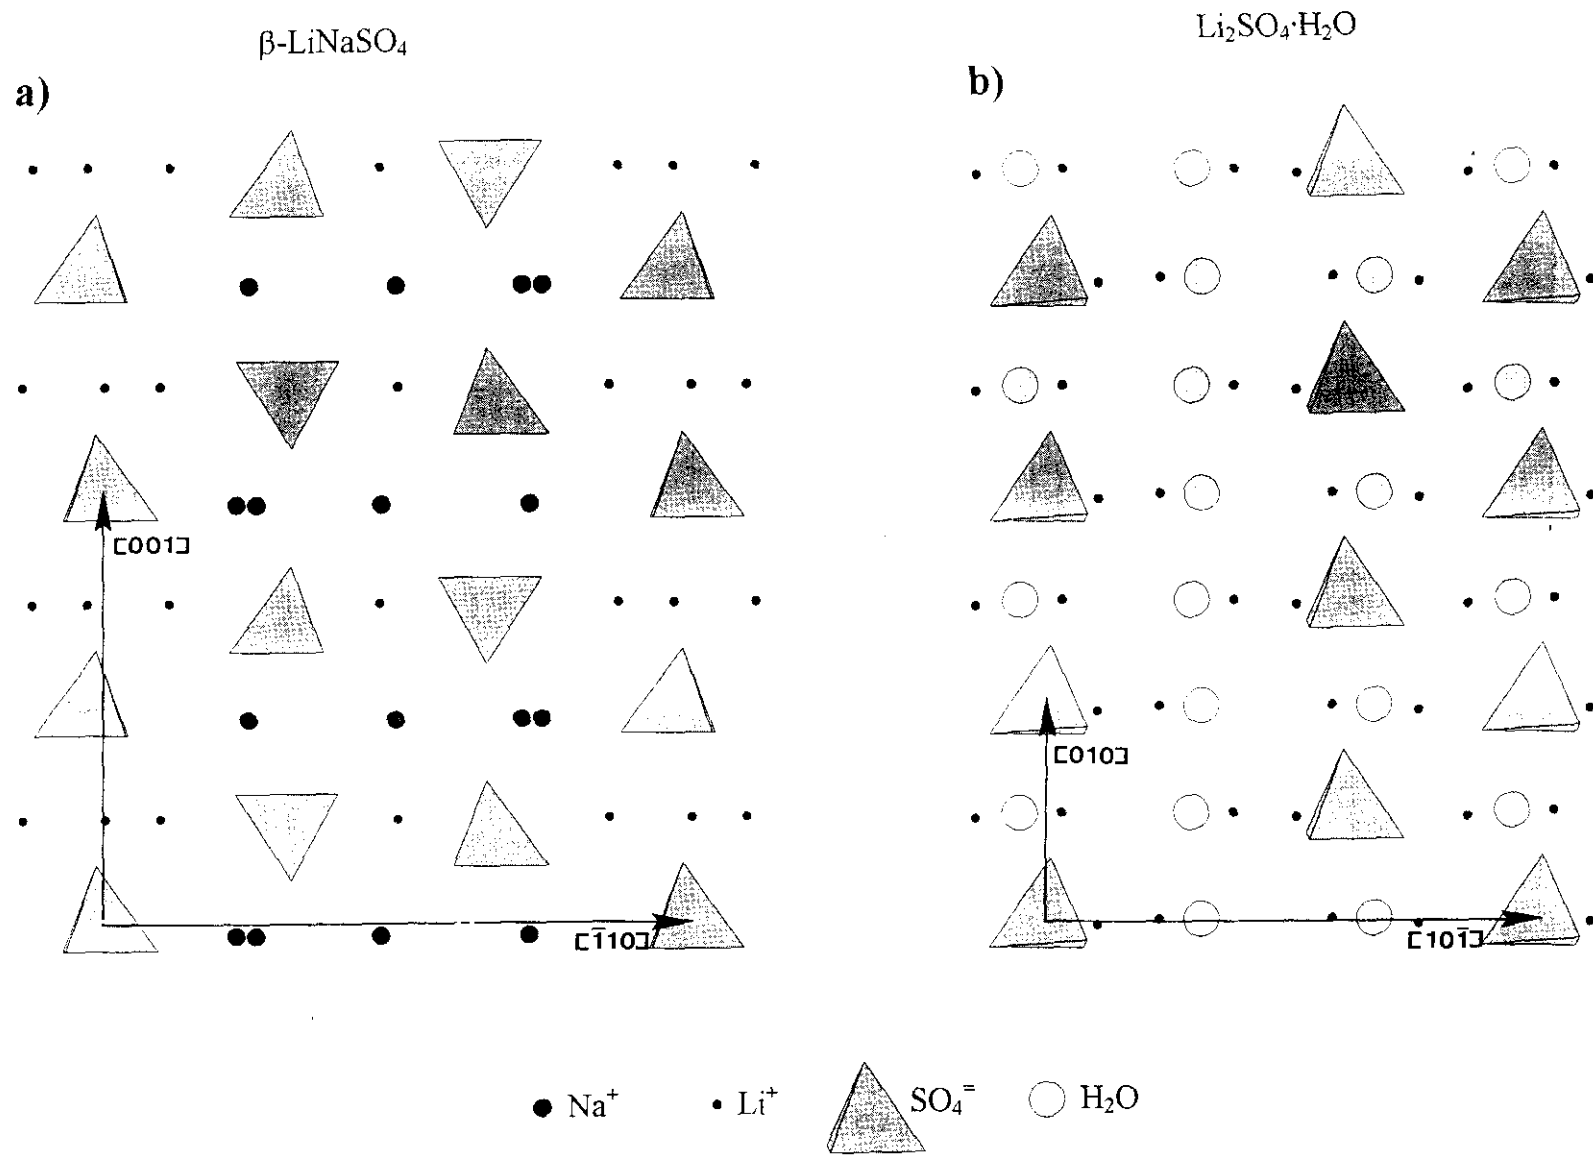 β-LiNaSO₄
Li₂SO₄·H₂O
a)
b)
[001]
[1̄10]
[010]
[101̄]
Na⁺
Li⁺
SO₄⁼
H₂O